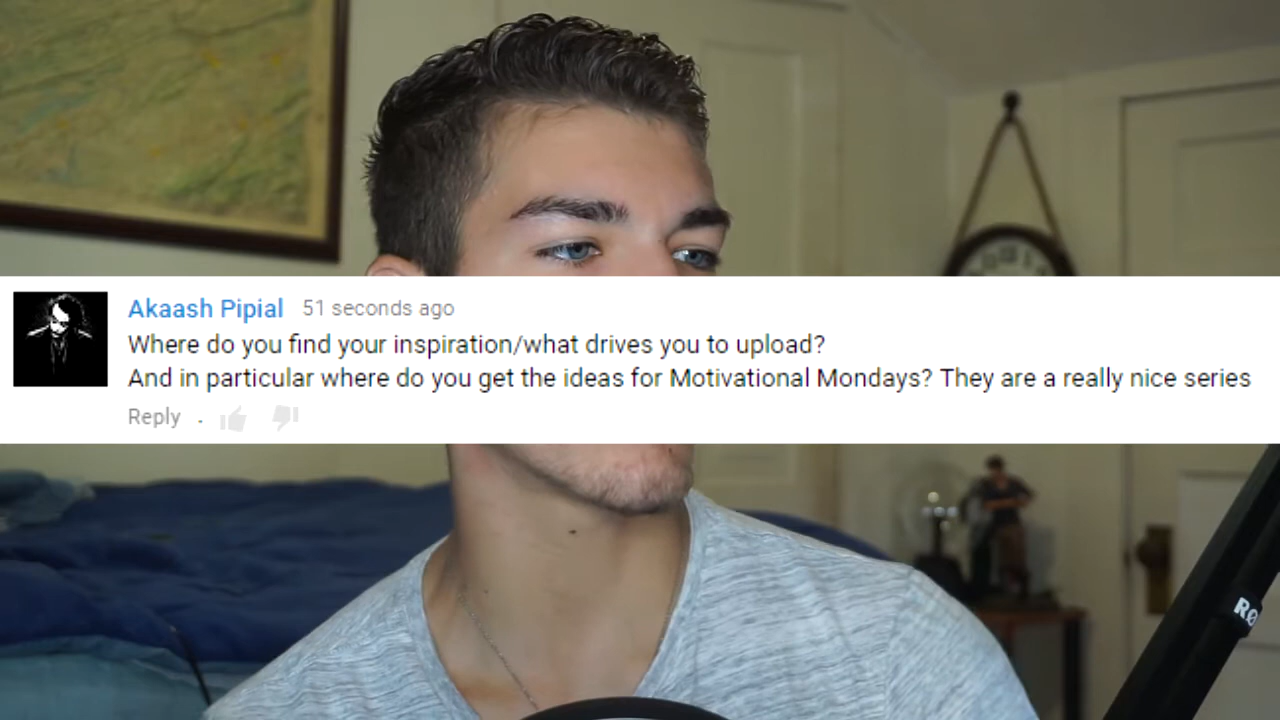 Akaash Pipial 51 seconds ago
Where do you find your inspiration/what drives you to upload?
And in particular where do you get the ideas for Motivational Mondays? They are a really nice series
Reply .
RØ